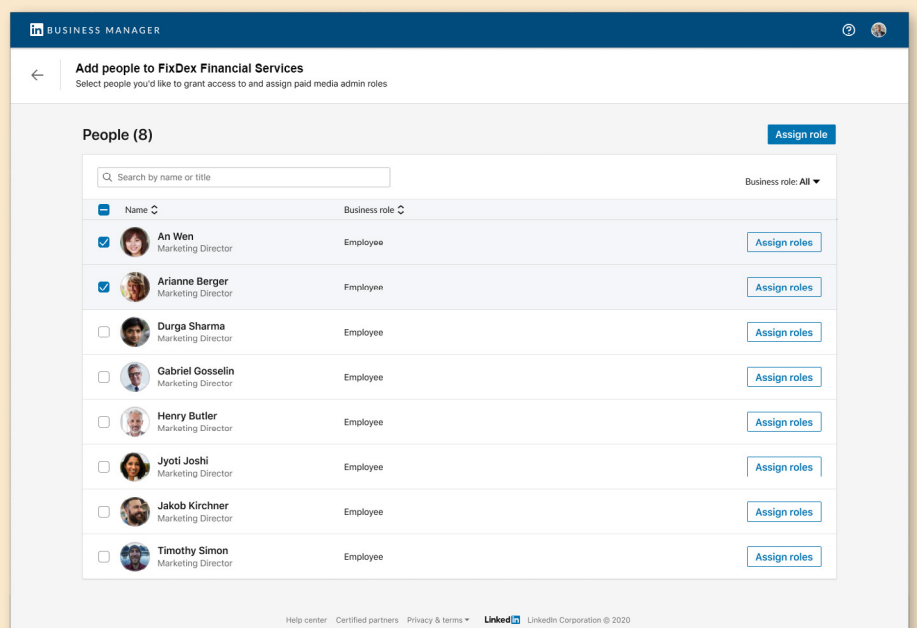 in BUSINESS MANAGER
Add people to FixDex Financial Services
Select people you'd like to grant access to and assign paid media admin roles
People (8)
Assign role
Search by name or title
Business role: All
Name
Business role
An Wen
Marketing Director
Employee
Assign roles
Arianne Berger
Marketing Director
Employee
Assign roles
Durga Sharma
Marketing Director
Employee
Assign roles
Gabriel Gosselin
Marketing Director
Employee
Assign roles
Henry Butler
Marketing Director
Employee
Assign roles
Jyoti Joshi
Marketing Director
Employee
Assign roles
Jakob Kirchner
Marketing Director
Employee
Assign roles
Timothy Simon
Marketing Director
Employee
Assign roles
Help center Certified partners Privacy & terms LinkedIn LinkedIn Corporation © 2020